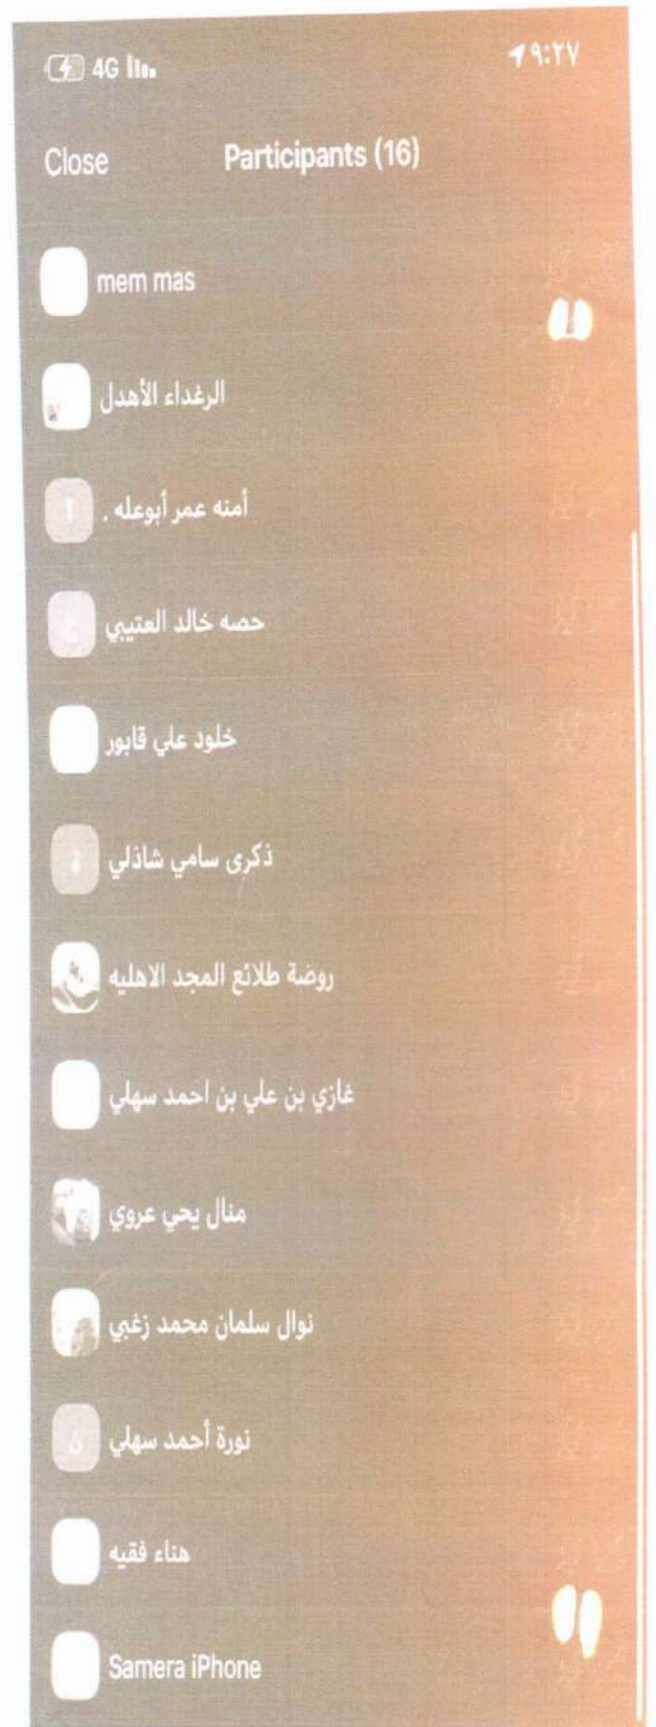 4G ٩:٢٧
Close Participants (16)
mem mas
الرغداء الأهدل
أمنه عمر أبوعله .
حصه خالد العتيبي
خلود علي قابور
ذكرى سامي شاذلي
روضة طلائع المجد الاهليه
غازي بن علي بن احمد سهلي
منال يحي عروي
نوال سلمان محمد زغبي
نورة أحمد سهلي
هناء فقيه
Samera iPhone